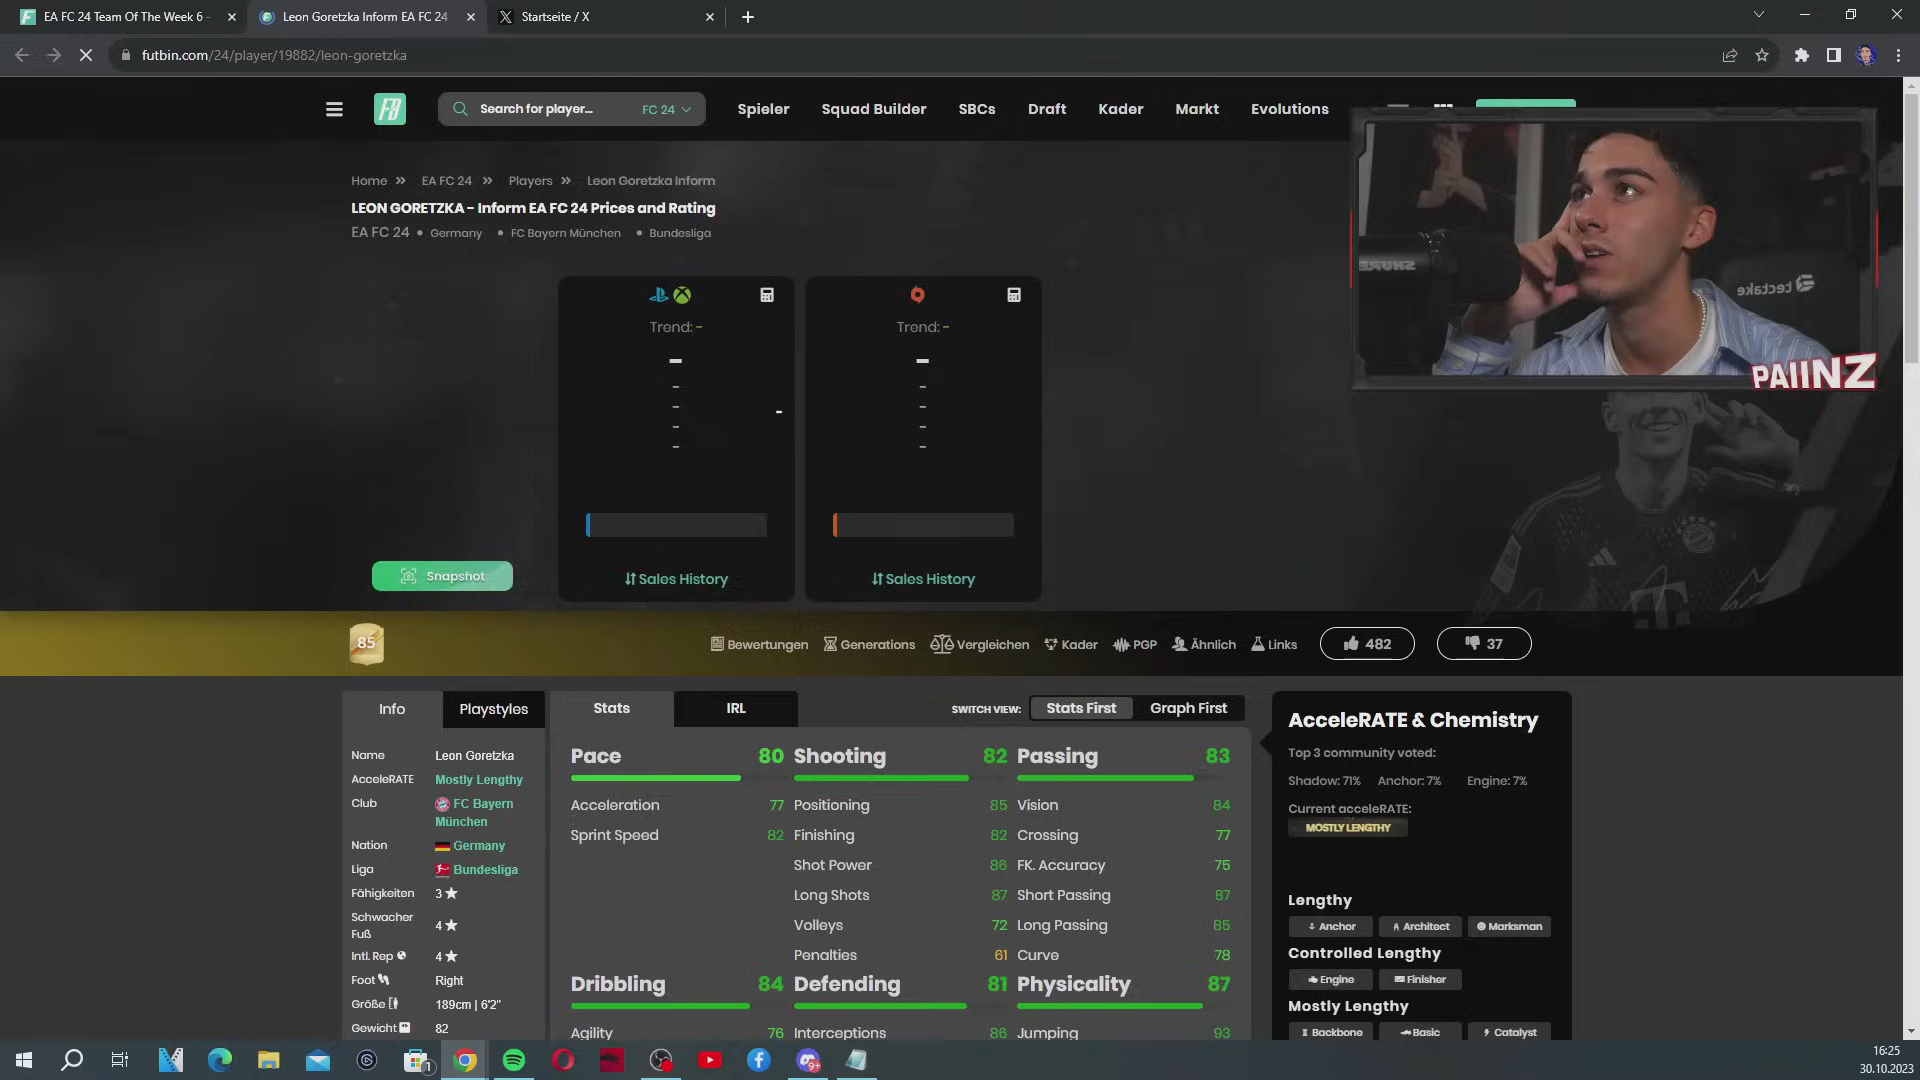 EA FC 24 Team Of The Week 6 -
Leon Goretzka Inform EA FC 24
Startseite / X
futbin.com/24/player/19882/leon-goretzka
FB
Search for player...
FC 24
Spieler
Squad Builder
SBCs
Draft
Kader
Markt
Evolutions
Home » EA FC 24 » Players » Leon Goretzka Inform
LEON GORETZKA - Inform EA FC 24 Prices and Rating
EA FC 24 • Germany • FC Bayern München • Bundesliga
SHURE
tectake
PAIINZ
Trend: -
-
-
-
-
-
-
Sales History
Trend: -
-
-
-
-
-
Sales History
Snapshot
85
Bewertungen
Generations
Vergleichen
Kader
PGP
Ähnlich
Links
482
37
Info
Playstyles
Name Leon Goretzka
AcceleRATE Mostly Lengthy
Club FC Bayern
München
Nation Germany
Liga Bundesliga
Fähigkeiten 3
Schwacher
Fuß 4
Intl. Rep 4
Foot Right
Größe 189cm | 6'2"
Gewicht 82
Stats
IRL
SWITCH VIEW:
Stats First
Graph First
Pace 80
Acceleration 77
Sprint Speed 82
Shooting 82
Positioning 85
Finishing 82
Shot Power 86
Long Shots 87
Volleys 72
Penalties 61
Passing 83
Vision 84
Crossing 77
FK. Accuracy 75
Short Passing 87
Long Passing 85
Curve 78
Dribbling 84
Agility 76
Defending 81
Interceptions 86
Physicality 87
Jumping 93
AcceleRATE & Chemistry
Top 3 community voted:
Shadow: 71% Anchor: 7% Engine: 7%
Current acceleRATE:
MOSTLY LENGTHY
Lengthy
Anchor
Architect
Marksman
Controlled Lengthy
Engine
Finisher
Mostly Lengthy
Backbone
Basic
Catalyst
1
9+
16:25
30.10.2023